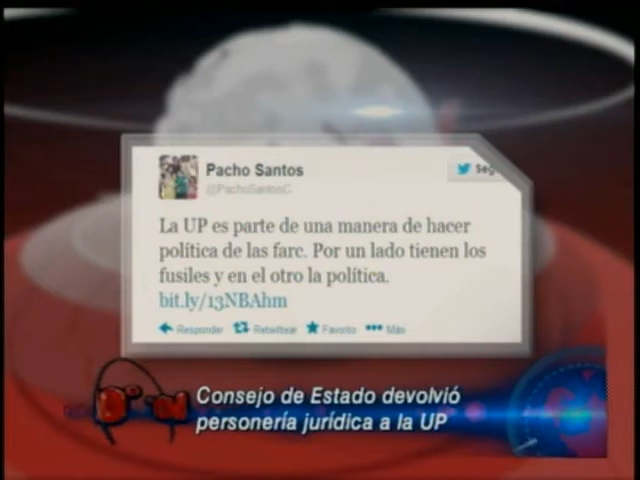 Pacho Santos
@PachoSantosC
La UP es parte de una manera de hacer
política de las farc. Por un lado tienen los
fusiles y en el otro la política.
bit.ly/13NBAhm
Responder Retwittear Favorito Más
Consejo de Estado devolvió
personería jurídica a la UP